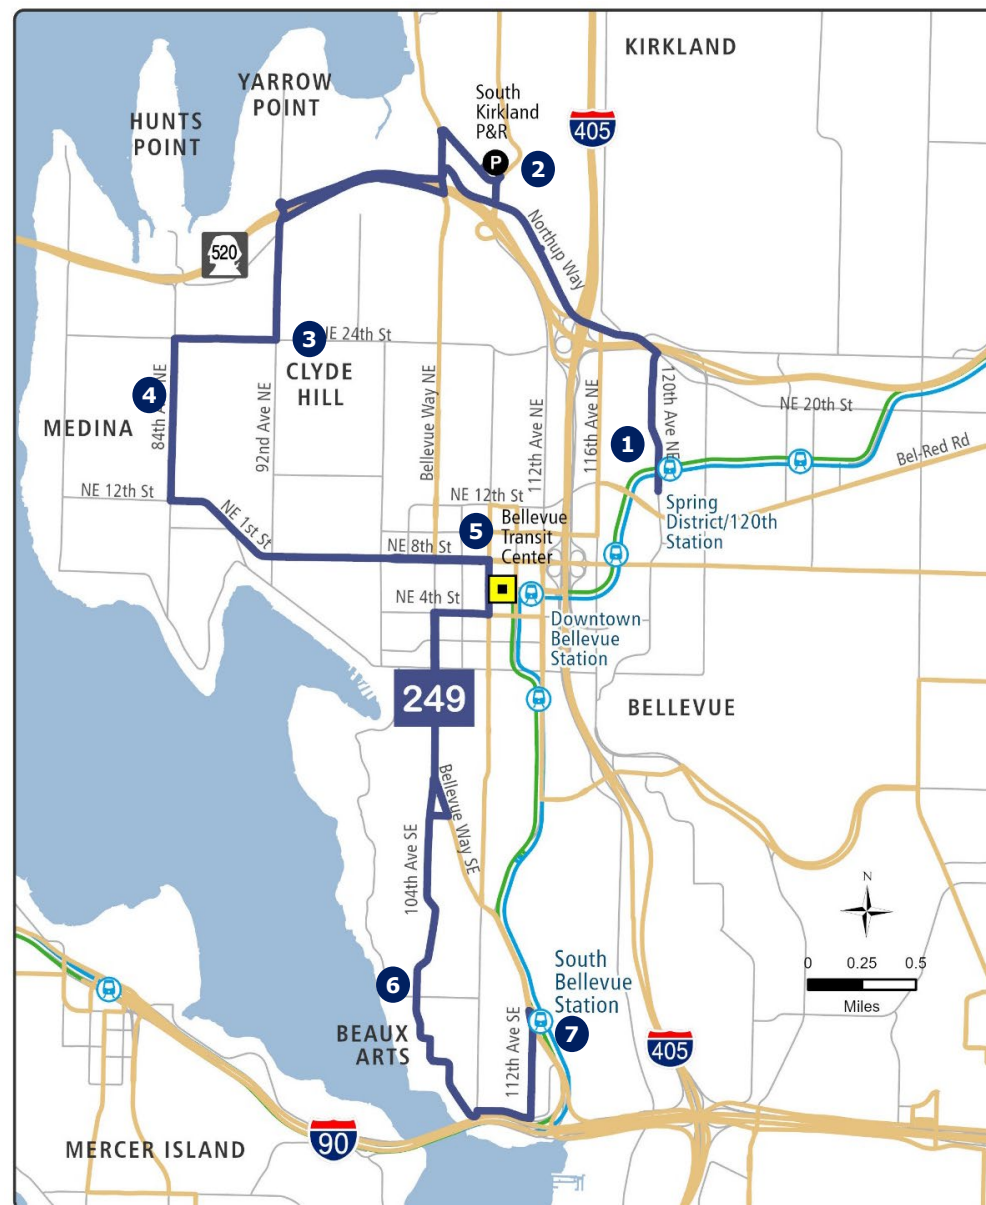 KIRKLAND
YARROW
POINT
HUNTS
POINT
South
Kirkland
P&R
P
2
405
520
Northup Way
3
NE 24th St
CLYDE
HILL
4
84th Ave NE
MEDINA
92nd Ave NE
Bellevue Way NE
112th Ave NE
116th Ave NE
120th Ave NE
NE 20th St
1
Bel-Red Rd
NE 12th St
NE 1st St
NE 12th St
5
Bellevue
Transit
Center
Spring
District/120th
Station
NE 8th St
NE 4th St
Downtown
Bellevue
Station
249
BELLEVUE
Bellevue Way SE
104th Ave SE
N
0 0.25 0.5
Miles
6
South
Bellevue
Station
7
BEAUX
ARTS
112th Ave SE
405
90
MERCER ISLAND